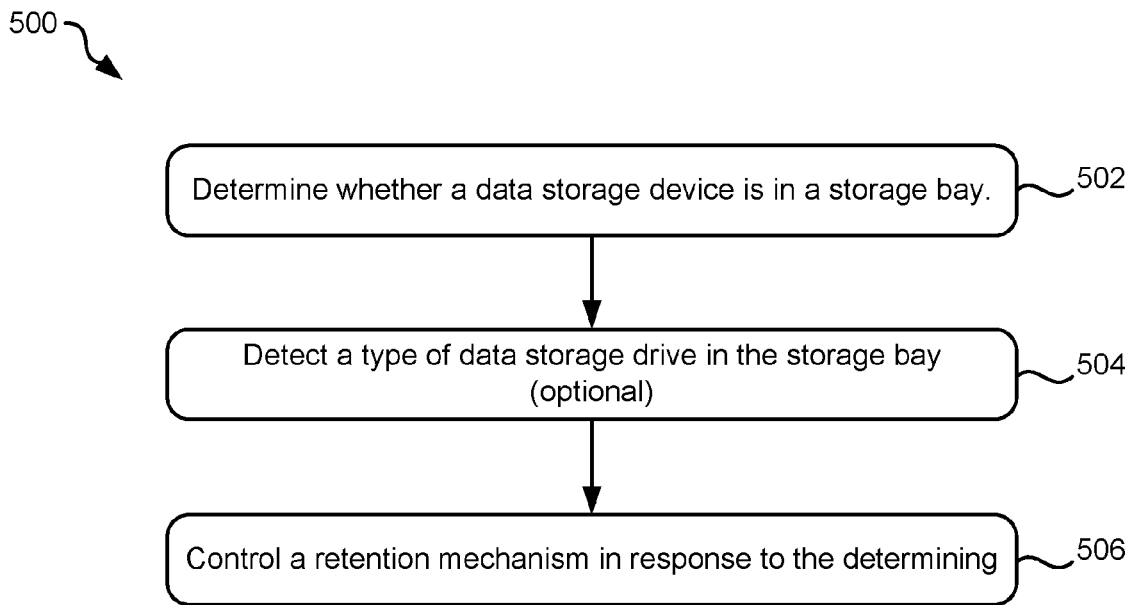 500
Determine whether a data storage device is in a storage bay.
502
Detect a type of data storage drive in the storage bay
(optional)
504
Control a retention mechanism in response to the determining
506